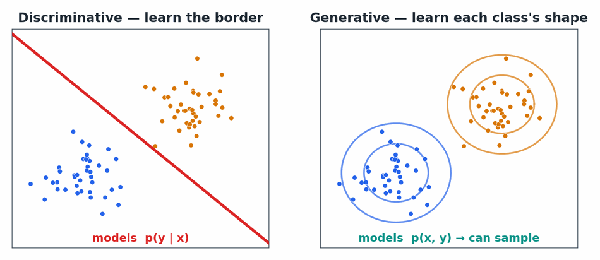 Discriminative — learn the border
Generative — learn each class's shape
models p(y | x)
models p(x, y) → can sample